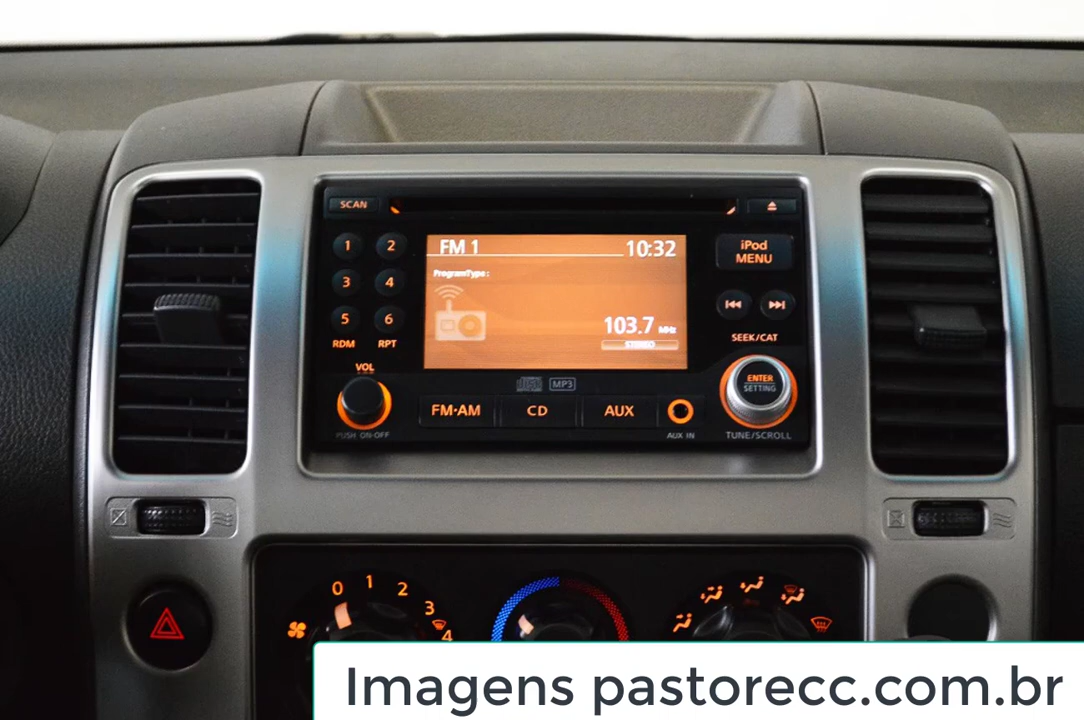 SCAN
1 2
3 4
5 6
RDM RPT
VOL
PUSH ON-OFF
FM 1 10:32
ProgramType:
103.7 MHz
STEREO
iPod
MENU
SEEK/CAT
ENTER
SETTING
TUNE/SCROLL
MP3
FM·AM CD AUX
AUX IN
0 1 2 3 4
Imagens pastorecc.com.br